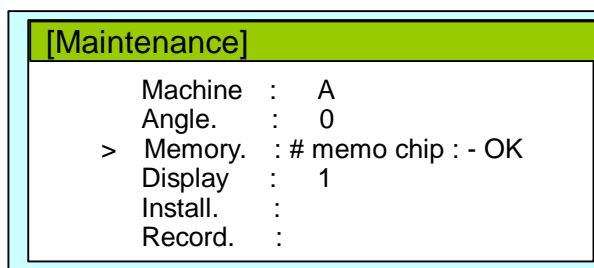 [Maintenance]
Machine : A
Angle. : 0
> Memory. : # memo chip : - OK
Display : 1
Install. :
Record. :